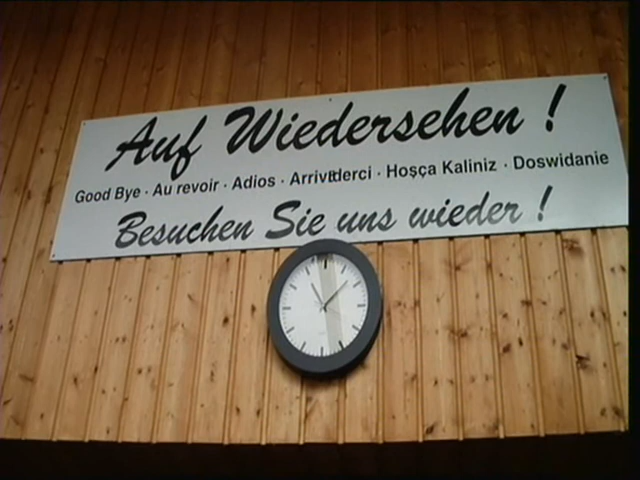 Auf Wiedersehen !
Good Bye · Au revoir · Adios · Arrivederci · Hoşça Kaliniz · Doswidanie
Besuchen Sie uns wieder !